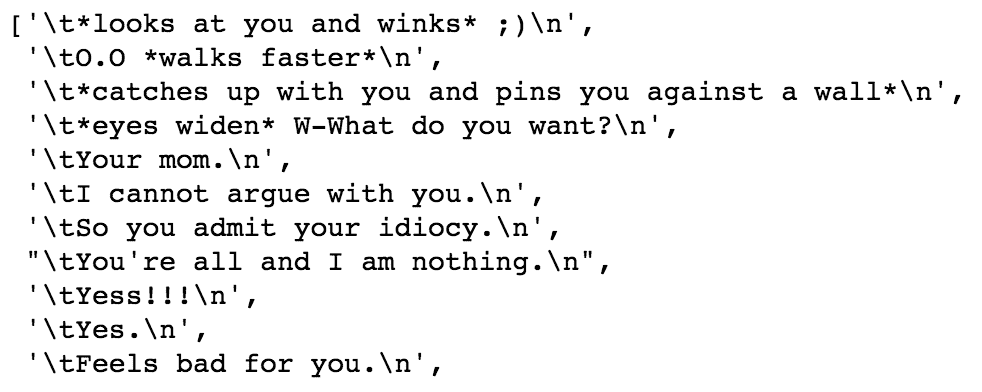 ['\t*looks at you and winks* ;)\n',
'\tO.O *walks faster*\n',
'\t*catches up with you and pins you against a wall*\n',
'\t*eyes widen* W-What do you want?\n',
'\tYour mom.\n',
'\tI cannot argue with you.\n',
'\tSo you admit your idiocy.\n',
"\tYou're all and I am nothing.\n",
'\tYess!!!\n',
'\tYes.\n',
'\tFeels bad for you.\n',